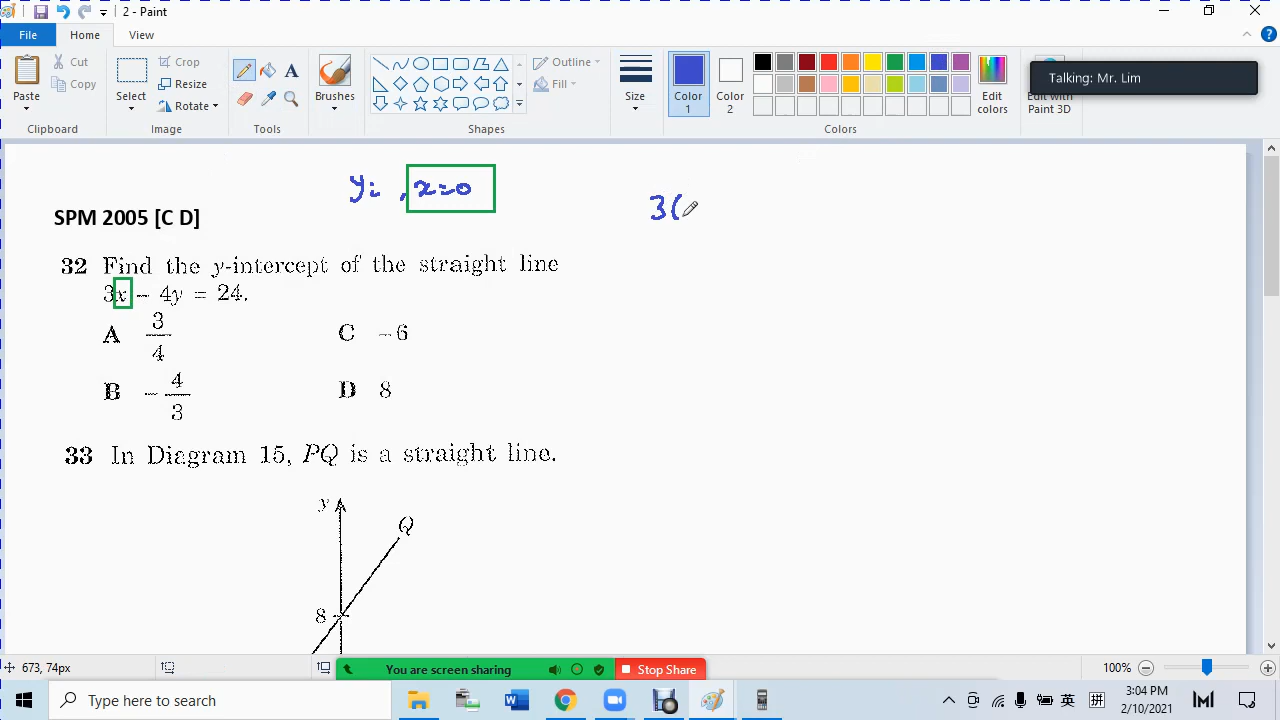 2 - Paint
File
Home
View
Paste
Cut
Copy
Clipboard
Select
Crop
Resize
Rotate
Image
Tools
Brushes
Shapes
Outline
Fill
Size
Color 1
Color 2
Edit colors
Edit with Paint 3D
Colors
Talking: Mr. Lim
yi , x=0
3(
SPM 2005 [C D]
32 Find the y-intercept of the straight line
3x − 4y = 24.
A 3/4
C −6
B −4/3
D 8
33 In Diagram 15, PQ is a straight line.
y
Q
8
673, 74px
You are screen sharing
Stop Share
100%
Type here to search
英
拼
3:04 PM
2/10/2021